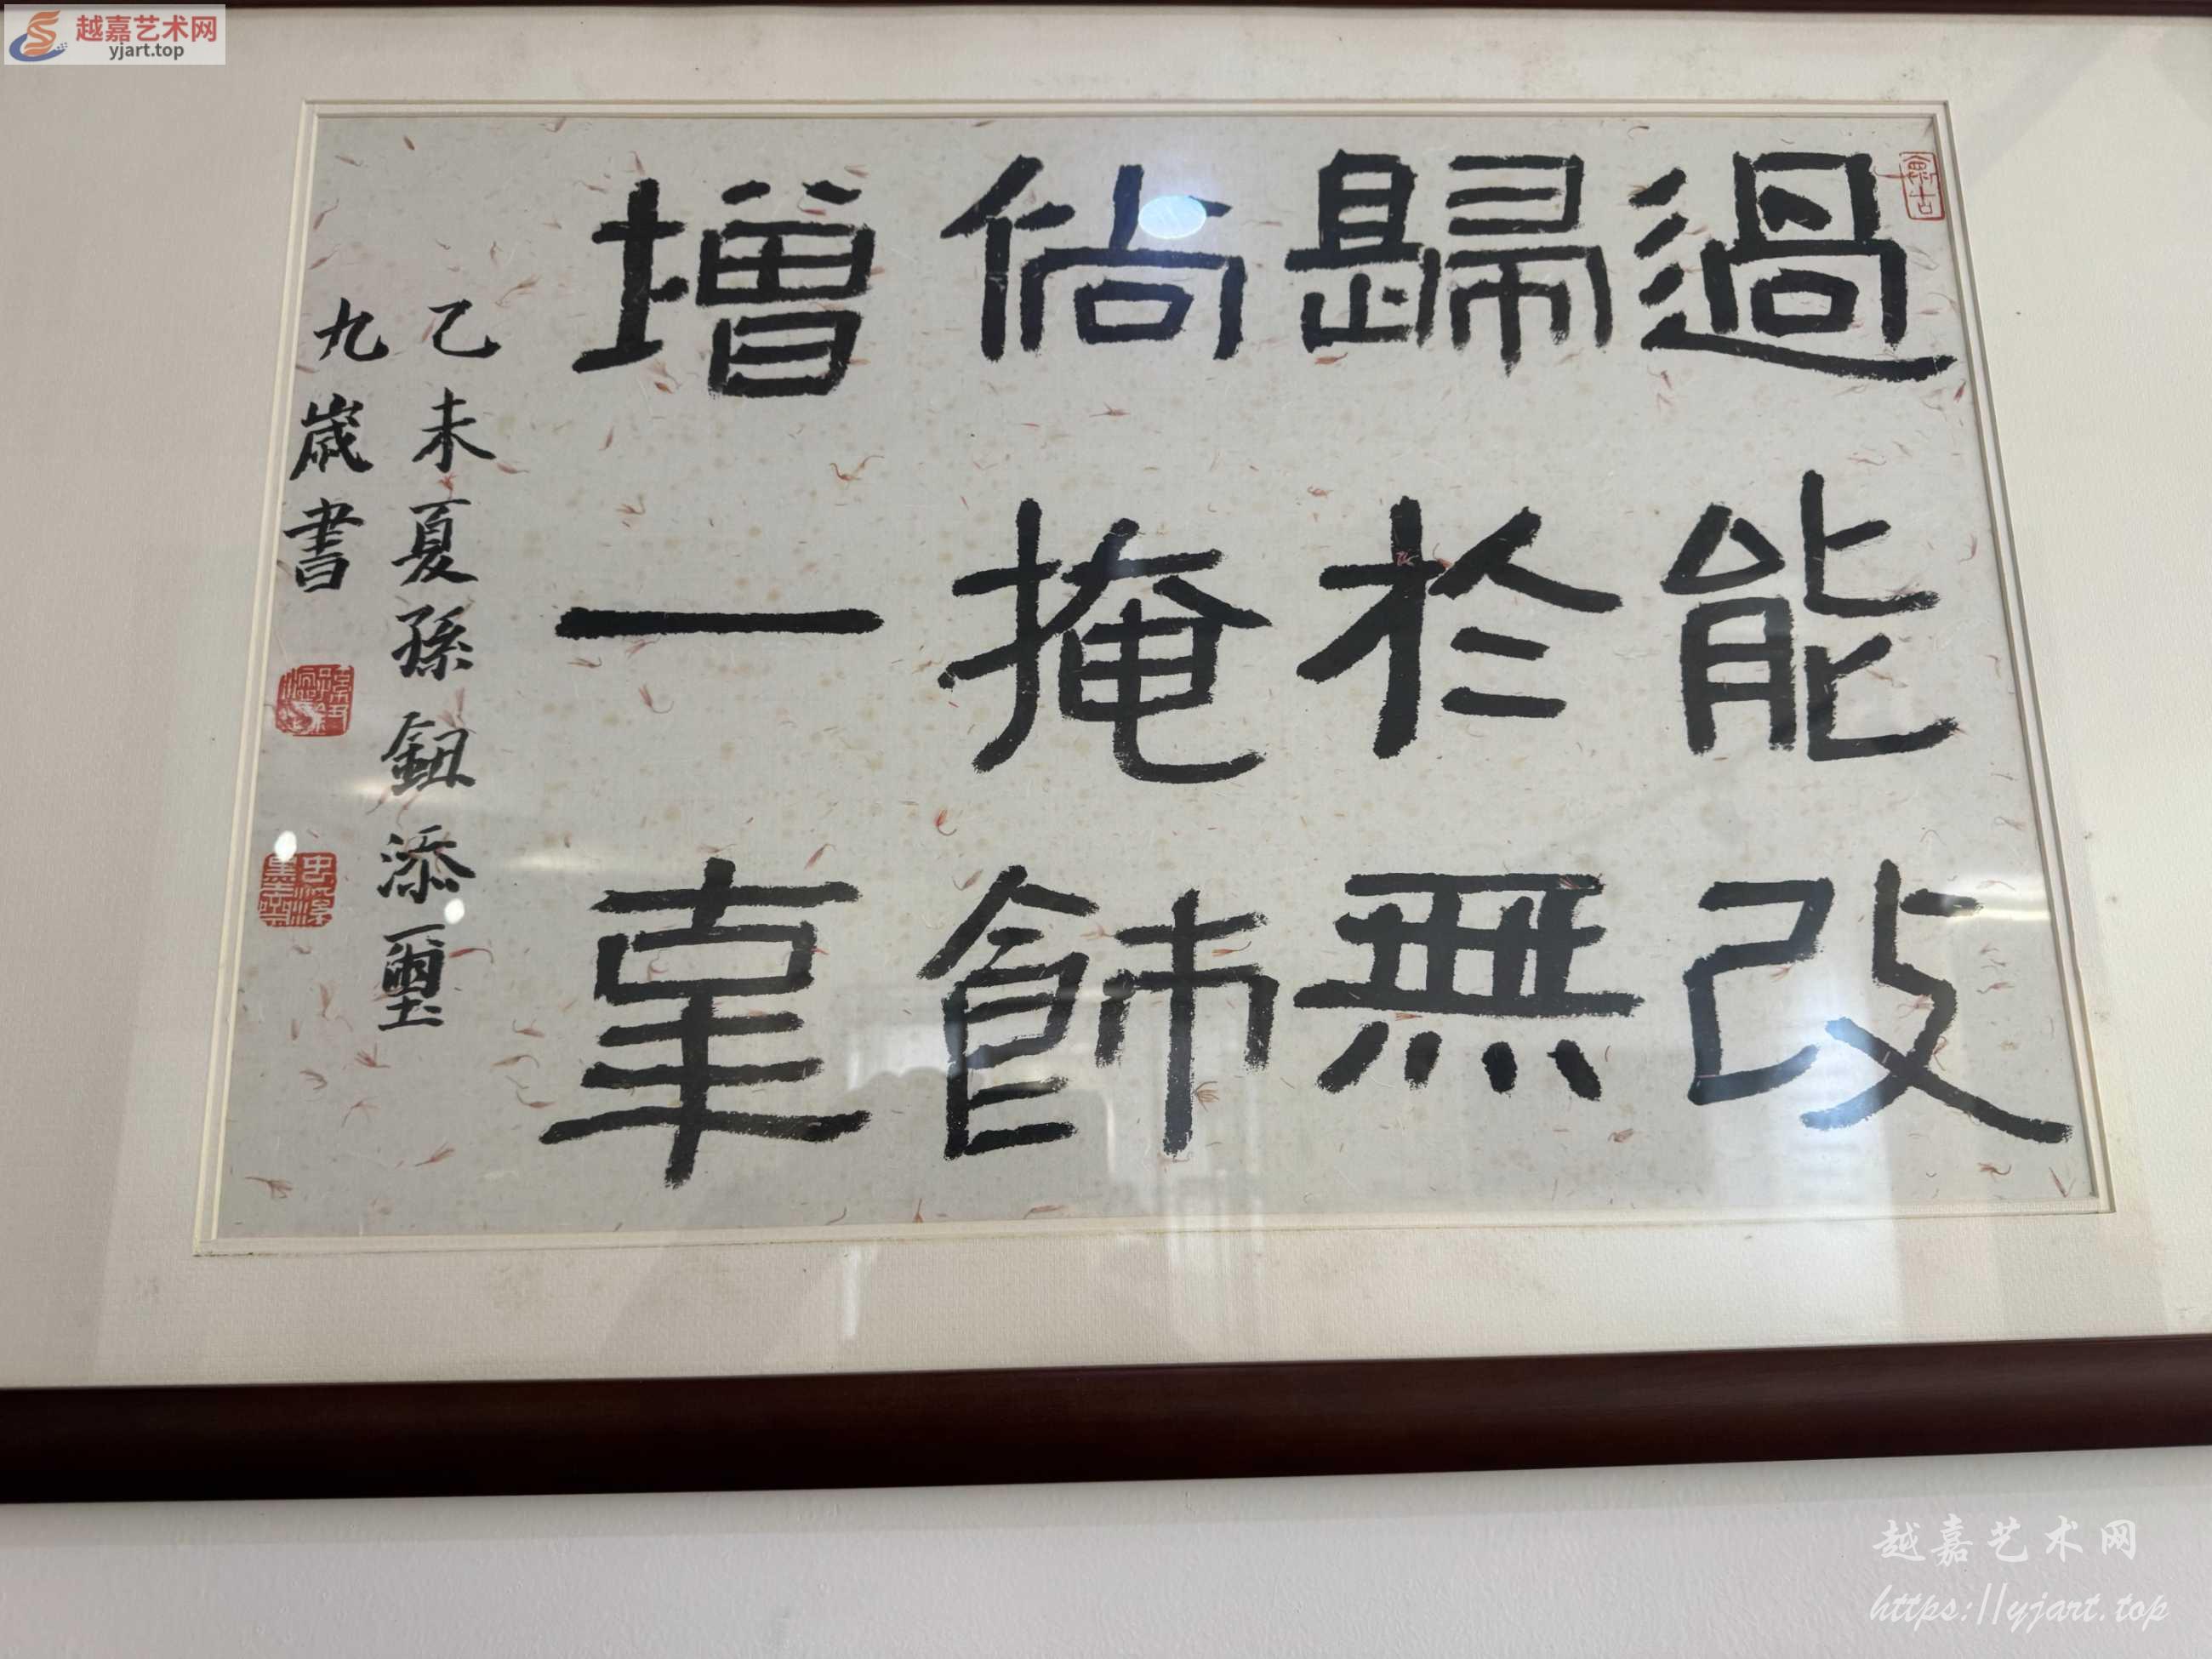 越嘉艺术网
yjart.top
過能改
歸於無
倘掩飾
增一辜
乙未夏孫鈕添璽
九歲書
越嘉艺术网
https://yjart.top